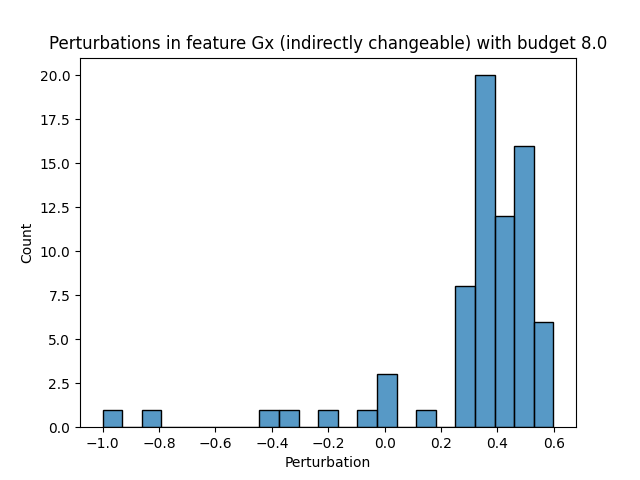 Perturbations in feature Gx (indirectly changeable) with budget 8.0
20.0
17.5
15.0
12.5
10.0
7.5
5.0
2.5
0.0
Count
−1.0 −0.8 −0.6 −0.4 −0.2 0.0 0.2 0.4 0.6
Perturbation